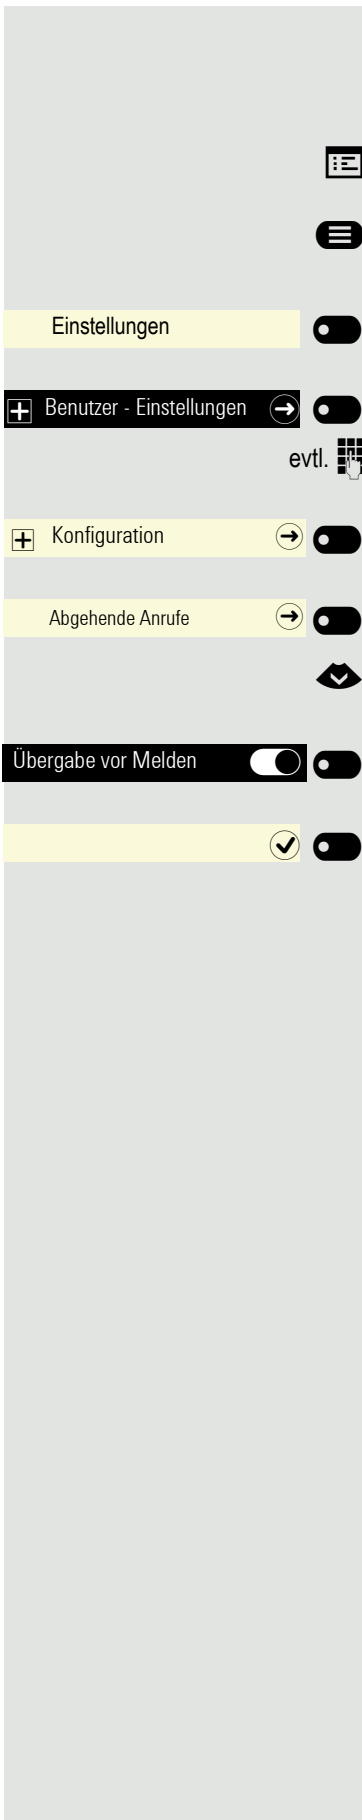 Einstellungen
Benutzer - Einstellungen
evtl.
Konfiguration
Abgehende Anrufe
Übergabe vor Melden